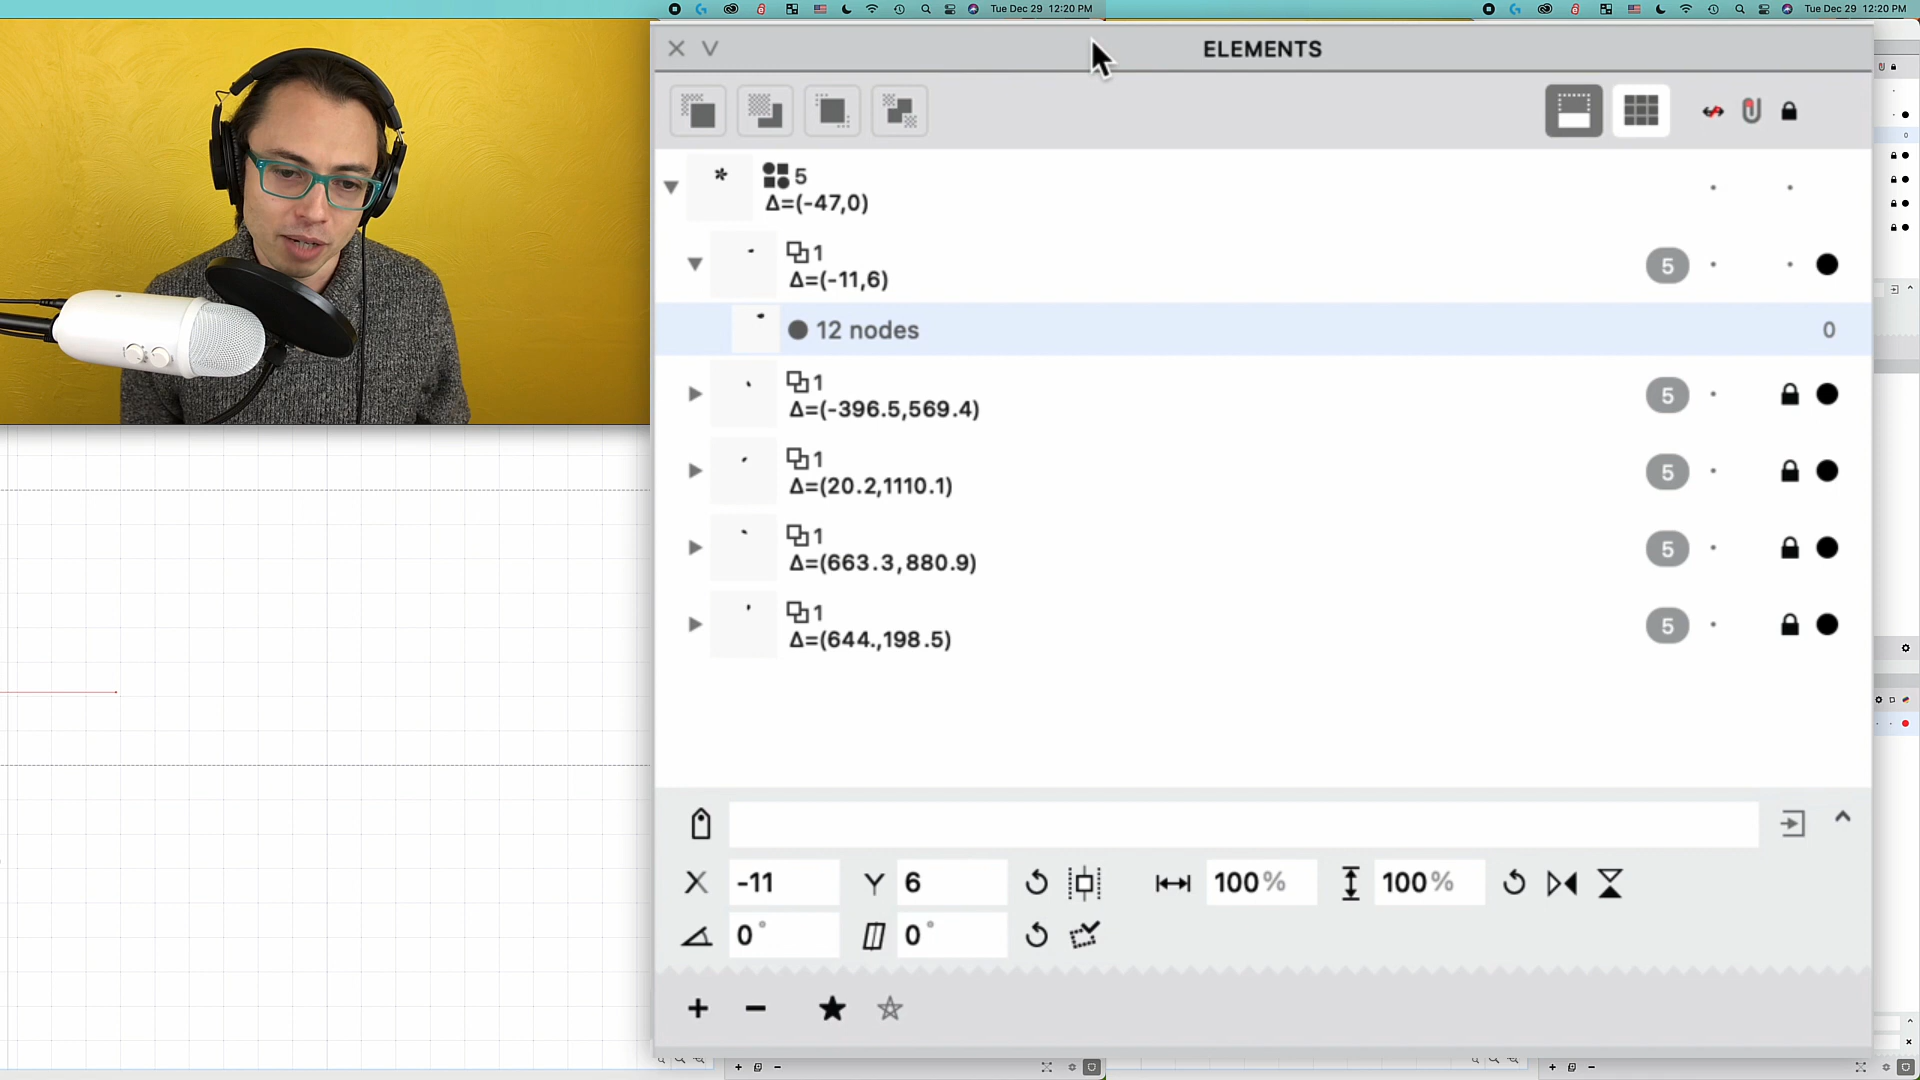 Tue Dec 29 12:20 PM
Tue Dec 29 12:20 PM
ELEMENTS
5
Δ=(-47,0)
1
Δ=(-11,6)
5
12 nodes
0
1
Δ=(-396.5,569.4)
5
1
Δ=(20.2,1110.1)
5
1
Δ=(663.3,880.9)
5
1
Δ=(644.,198.5)
5
X -11 Y 6 100% 100%
0° 0°
0